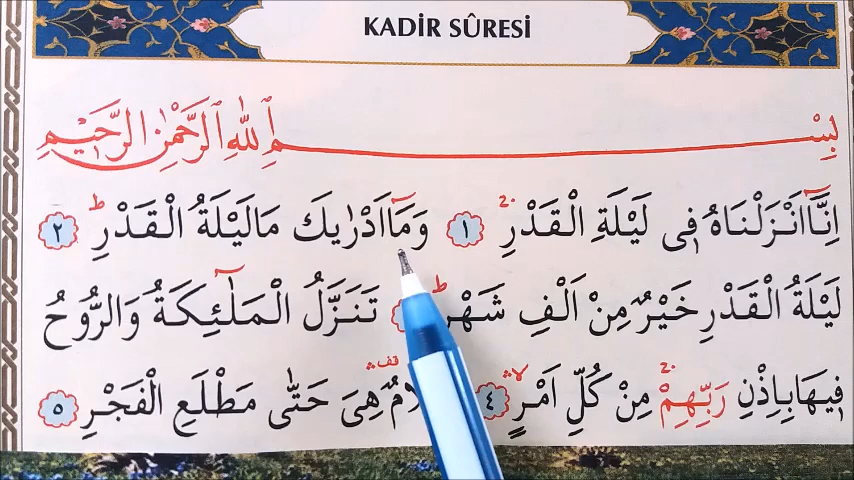 KADİR SÛRESİ
بِسْمِ اللّٰهِ الرَّحْمٰنِ الرَّحٖيمِ
اِنَّٓا اَنْزَلْنَاهُ فٖى لَيْلَةِ الْقَدْرِ ١ وَمَٓا اَدْرٰيكَ مَا لَيْلَةُ الْقَدْرِ ط ٢
لَيْلَةُ الْقَدْرِ خَيْرٌ مِنْ اَلْفِ شَهْرٍ ط تَنَزَّلُ الْمَلٰٓئِكَةُ وَالرُّوحُ
فٖيهَا بِاِذْنِ رَبِّهِمْ مِنْ كُلِّ اَمْرٍ ٤ هِىَ حَتّٰى مَطْلَعِ الْفَجْرِ ٥